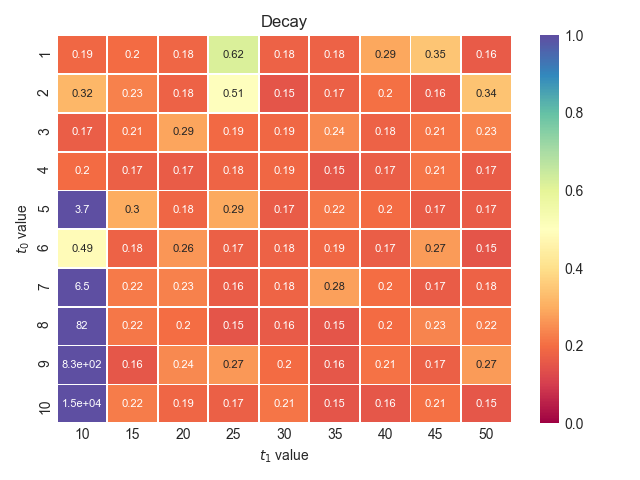 Decay
1 0.19 0.2 0.18 0.62 0.18 0.18 0.29 0.35 0.16
2 0.32 0.23 0.18 0.51 0.15 0.17 0.2 0.16 0.34
3 0.17 0.21 0.29 0.19 0.19 0.24 0.18 0.21 0.23
4 0.2 0.17 0.17 0.18 0.19 0.15 0.17 0.21 0.17
5 3.7 0.3 0.18 0.29 0.17 0.22 0.2 0.17 0.17
6 0.49 0.18 0.26 0.17 0.18 0.19 0.17 0.27 0.15
7 6.5 0.22 0.23 0.16 0.18 0.28 0.2 0.17 0.18
8 82 0.22 0.2 0.15 0.16 0.15 0.2 0.23 0.22
9 8.3e+02 0.16 0.24 0.27 0.2 0.16 0.21 0.17 0.27
10 1.5e+04 0.22 0.19 0.17 0.21 0.15 0.16 0.21 0.15
10 15 20 25 30 35 40 45 50
t₁ value
t₀ value
1.0
0.8
0.6
0.4
0.2
0.0